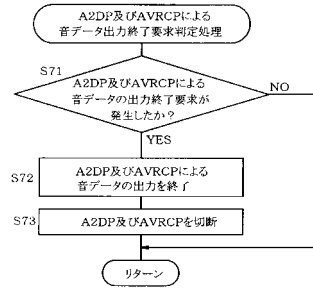 A2DP及びAVRCPによる
音データ出力終了要求判定処理
S71
A2DP及びAVRCPによる
音データの出力終了要求が
発生したか？
NO
YES
S72
A2DP及びAVRCPによる
音データの出力を終了
S73
A2DP及びAVRCPを切断
リターン